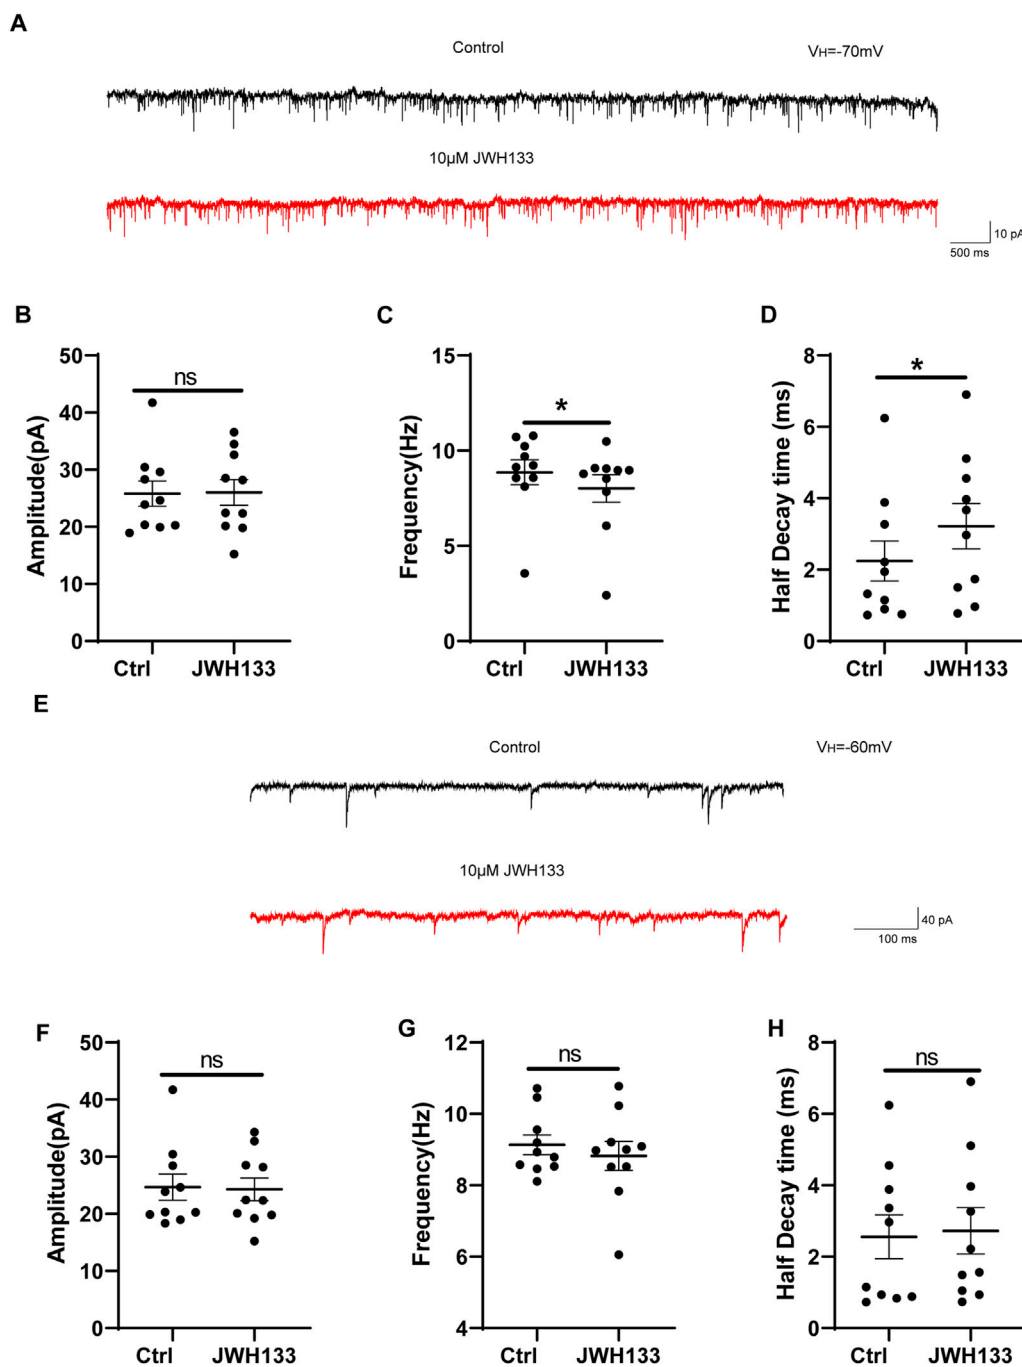 A
Control
VH=-70mV
10µM JWH133
10 pA
500 ms
B
ns
Amplitude(pA)
50
40
30
20
10
0
Ctrl
JWH133
C
*
Frequency(Hz)
15
10
5
0
Ctrl
JWH133
D
*
Half Decay time (ms)
8
6
4
2
0
Ctrl
JWH133
E
Control
VH=-60mV
10µM JWH133
40 pA
100 ms
F
ns
Amplitude(pA)
50
40
30
20
10
0
Ctrl
JWH133
G
ns
Frequency(Hz)
12
10
8
6
4
Ctrl
JWH133
H
ns
Half Decay time (ms)
8
6
4
2
0
Ctrl
JWH133